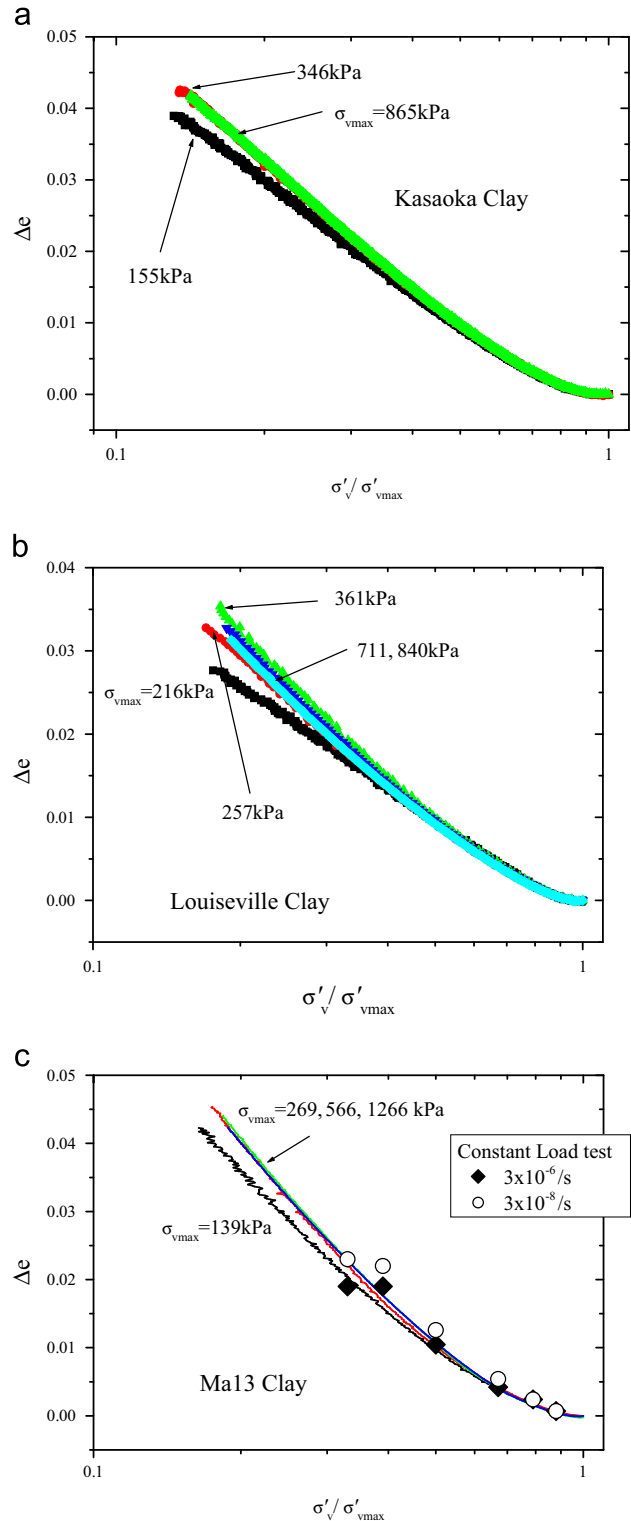 a
0.05
346kPa
0.04
σvmax=865kPa
0.03
Kasaoka Clay
Δe
0.02
155kPa
0.01
0.00
0.1
1
σ′v/ σ′vmax
b
0.04
361kPa
0.03
711, 840kPa
σvmax=216kPa
Δe
0.02
257kPa
0.01
0.00
Louiseville Clay
0.1
1
σ′v/ σ′vmax
c
0.05
σvmax=269, 566, 1266 kPa
0.04
Constant Load test
3x10-6/s
3x10-8/s
0.03
σvmax=139kPa
Δe
0.02
0.01
Ma13 Clay
0.00
0.1
1
σ′v/ σ′vmax